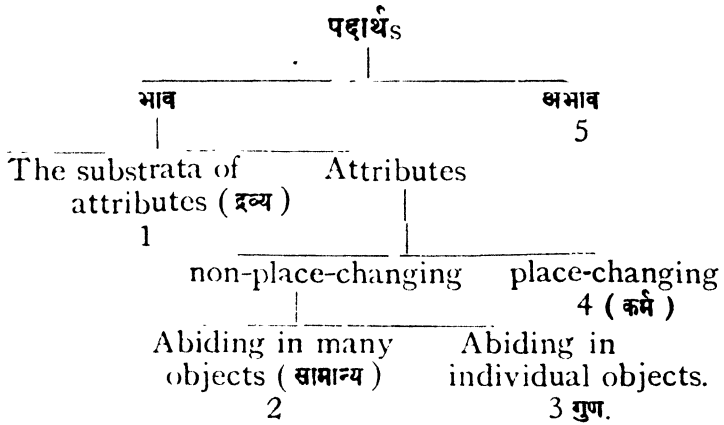 पदार्थs
भाव अभाव
5
The substrata of Attributes
attributes ( द्रव्य )
1
non-place-changing place-changing
4 ( कर्म )
Abiding in many Abiding in
objects ( सामान्य ) individual objects.
2 3 गुण.